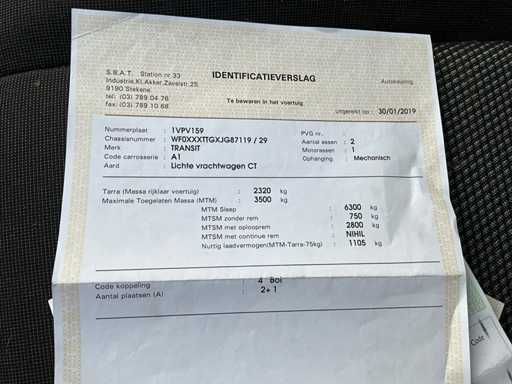 S.B.A.T. Station nr.33
Industrie.Kl.Akker,Zavelstr.25
9190 Stekene
tel: (03) 789 04 76
fax: (03) 789 10 68
IDENTIFICATIEVERSLAG
Autokeuring
Te bewaren in het voertuig
uitgereikt op : 30/01/2019
Nummerplaat : 1VPV159
Chassisnummer : WF0XXXTTGXJG87119 / 29
Merk : TRANSIT
Code carrosserie : A1
Aard : Lichte vrachtwagen CT
PVG nr. :
Aantal assen : 2
Motorassen : 1
Ophanging : Mechanisch
Tarra (Massa rijklaar voertuig) : 2320 kg
Maximale Toegelaten Massa (MTM) : 3500 kg
MTM Sleep : 6300 kg
MTSM zonder rem : 750 kg
MTSM met oplooprem : 2800 kg
MTSM met continue rem : NIHIL
Nuttig laadvermogen(MTM-Tarra-75kg) : 1105 kg
Code koppeling : 4 Bol
Aantal plaatsen (A) : 2+ 1
Code